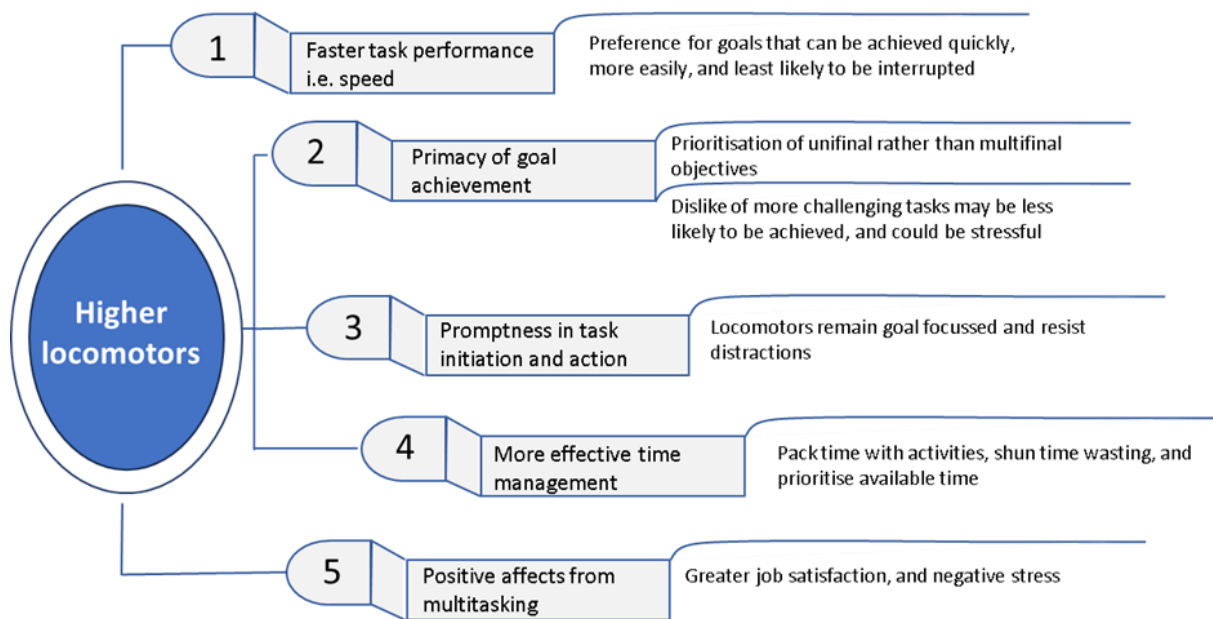 1
Faster task performance
i.e. speed
Preference for goals that can be achieved quickly,
more easily, and least likely to be interrupted
2
Primacy of goal
achievement
Prioritisation of unifinal rather than multifinal
objectives
Dislike of more challenging tasks may be less
likely to be achieved, and could be stressful
Higher
locomotors
3
Promptness in task
initiation and action
Locomotors remain goal focussed and resist
distractions
4
More effective time
management
Pack time with activities, shun time wasting, and
prioritise available time
5
Positive affects from
multitasking
Greater job satisfaction, and negative stress